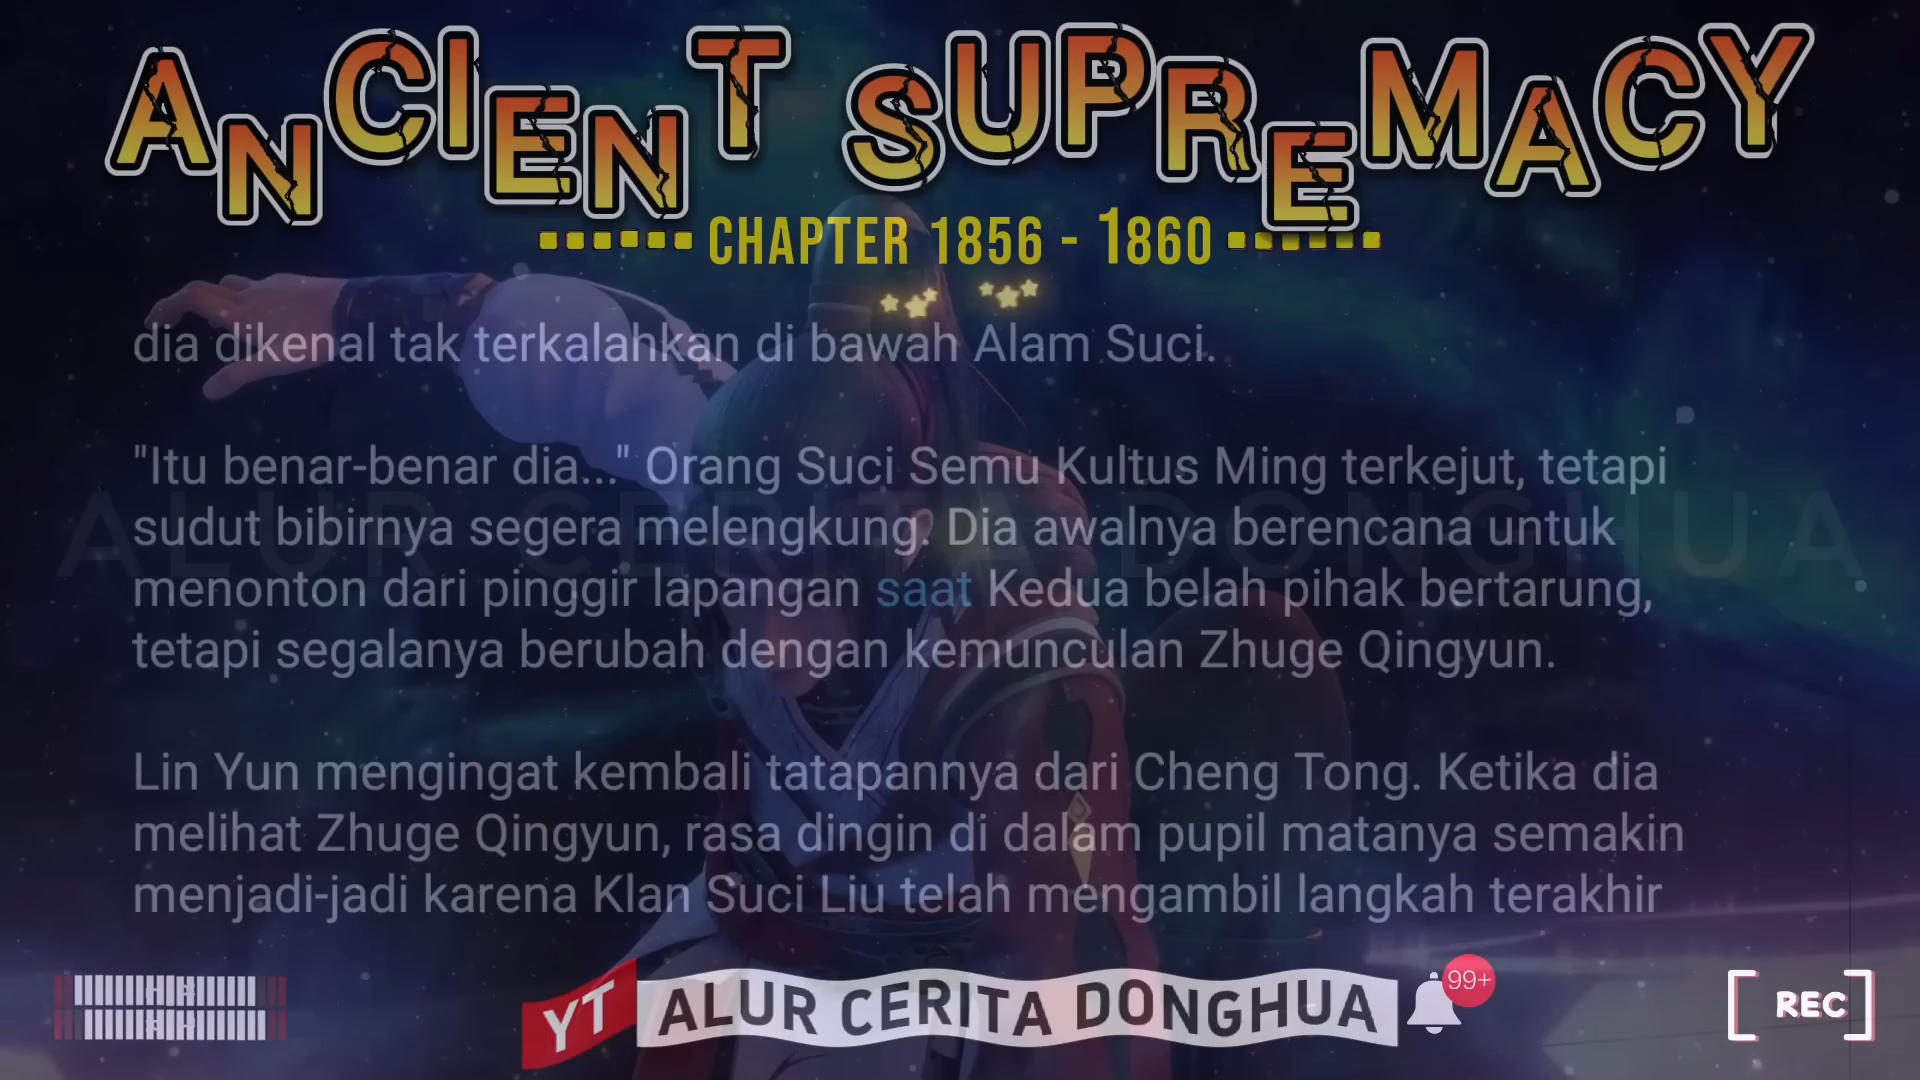 ANCIENT SUPREMACY
CHAPTER 1856 - 1860
dia dikenal tak terkalahkan di bawah Alam Suci.
"Itu benar-benar dia..." Orang Suci Semu Kultus Ming terkejut, tetapi
sudut bibirnya segera melengkung. Dia awalnya berencana untuk
ALUR CERITA DONGHUA
menonton dari pinggir lapangan saat Kedua belah pihak bertarung,
tetapi segalanya berubah dengan kemunculan Zhuge Qingyun.
Lin Yun mengingat kembali tatapannya dari Cheng Tong. Ketika dia
melihat Zhuge Qingyun, rasa dingin di dalam pupil matanya semakin
menjadi-jadi karena Klan Suci Liu telah mengambil langkah terakhir
YT ALUR CERITA DONGHUA 99+
REC